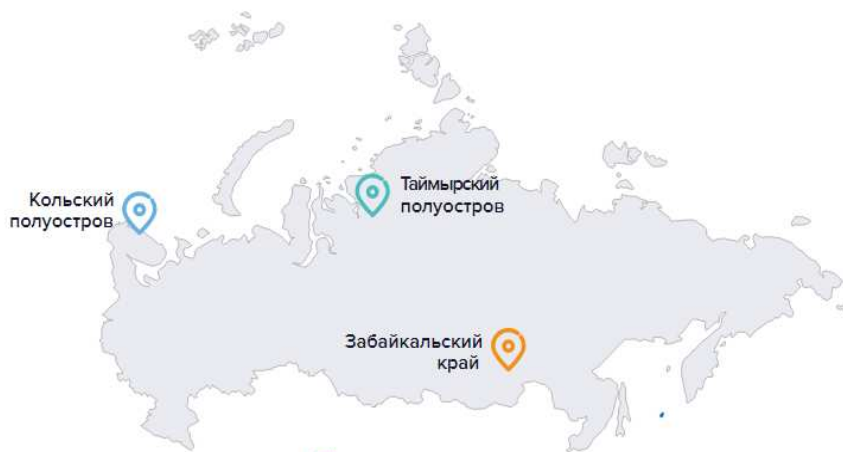 Кольский
полуостров
Таймырский
полуостров
Забайкальский
край